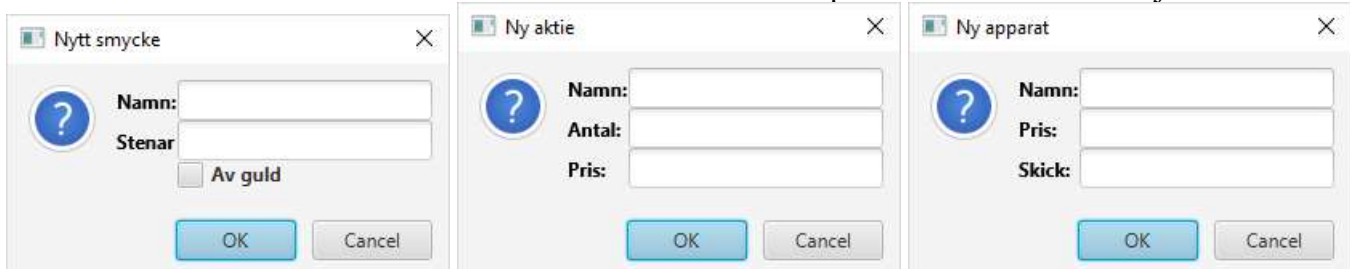 Nytt smycke
Namn:
Stenar
Av guld
OK Cancel
Ny aktie
Namn:
Antal:
Pris:
OK Cancel
Ny apparat
Namn:
Pris:
Skick:
OK Cancel